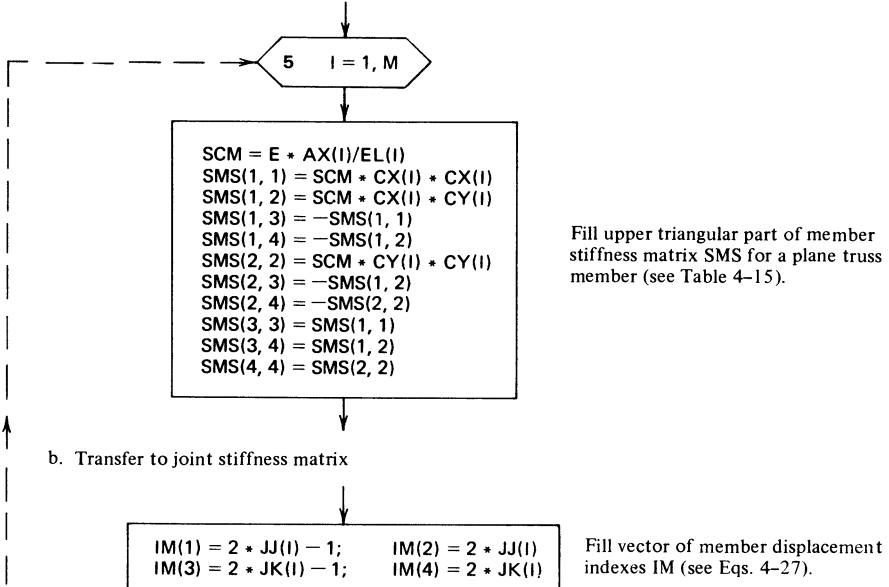 5 I = 1, M
SCM = E * AX(I)/EL(I)
SMS(1, 1) = SCM * CX(I) * CX(I)
SMS(1, 2) = SCM * CX(I) * CY(I)
SMS(1, 3) = −SMS(1, 1)
SMS(1, 4) = −SMS(1, 2)
SMS(2, 2) = SCM * CY(I) * CY(I)
SMS(2, 3) = −SMS(1, 2)
SMS(2, 4) = −SMS(2, 2)
SMS(3, 3) = SMS(1, 1)
SMS(3, 4) = SMS(1, 2)
SMS(4, 4) = SMS(2, 2)
Fill upper triangular part of member
stiffness matrix SMS for a plane truss
member (see Table 4–15).
b. Transfer to joint stiffness matrix
IM(1) = 2 * JJ(I) − 1; IM(2) = 2 * JJ(I)
IM(3) = 2 * JK(I) − 1; IM(4) = 2 * JK(I)
Fill vector of member displacement
indexes IM (see Eqs. 4–27).